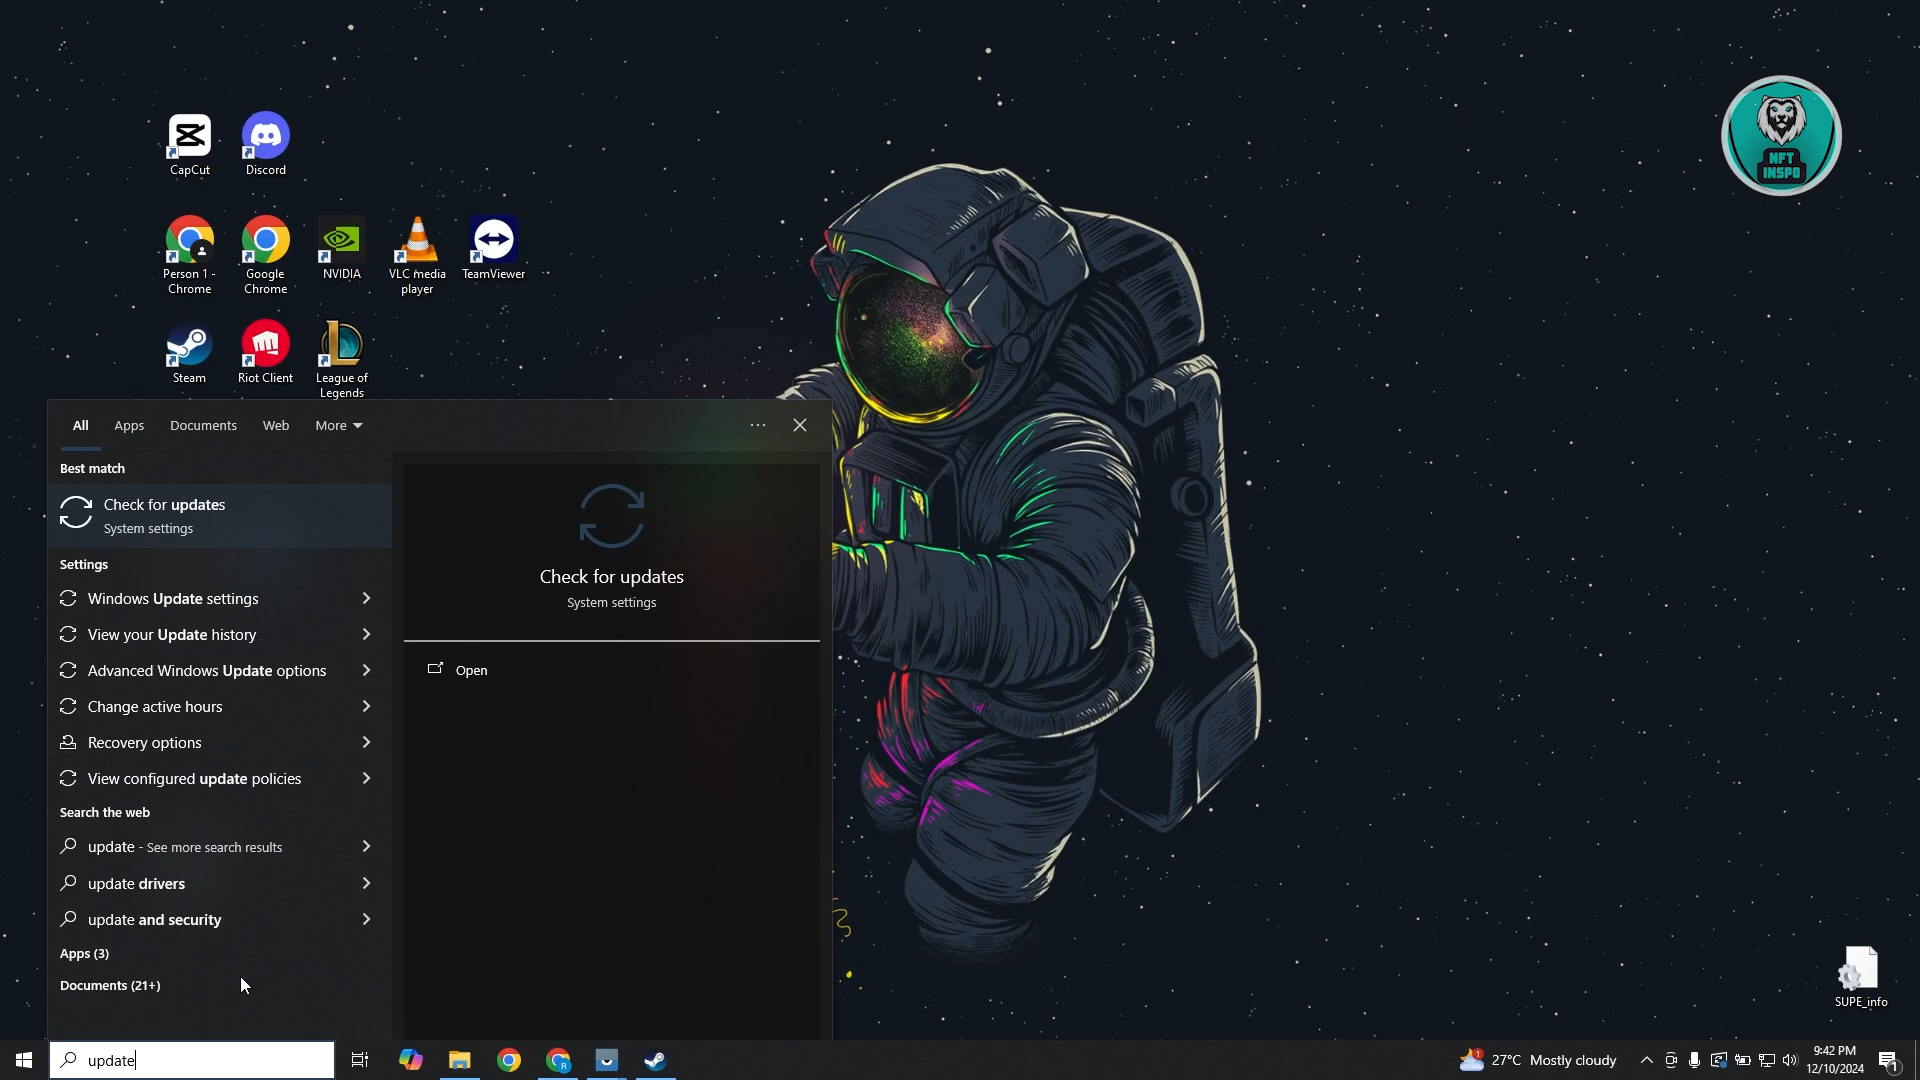 CapCut
Discord
NFT
INSPO
Person 1 -
Chrome
Google
Chrome
NVIDIA
VLC media
player
TeamViewer
Steam
Riot Client
League of
Legends
All
Apps
Documents
Web
More
Best match
Check for updates
System settings
Settings
Windows Update settings
View your Update history
Advanced Windows Update options
Change active hours
Recovery options
View configured update policies
Search the web
update - See more search results
update drivers
update and security
Apps (3)
Documents (21+)
Check for updates
System settings
Open
SUPE_info
update
R
1
27°C Mostly cloudy
9:42 PM
12/10/2024
1